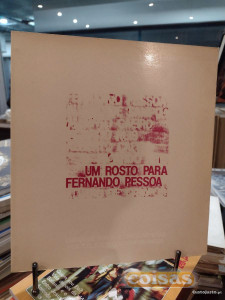 UM ROSTO PARA
FERNANDO PESSOA
coisas